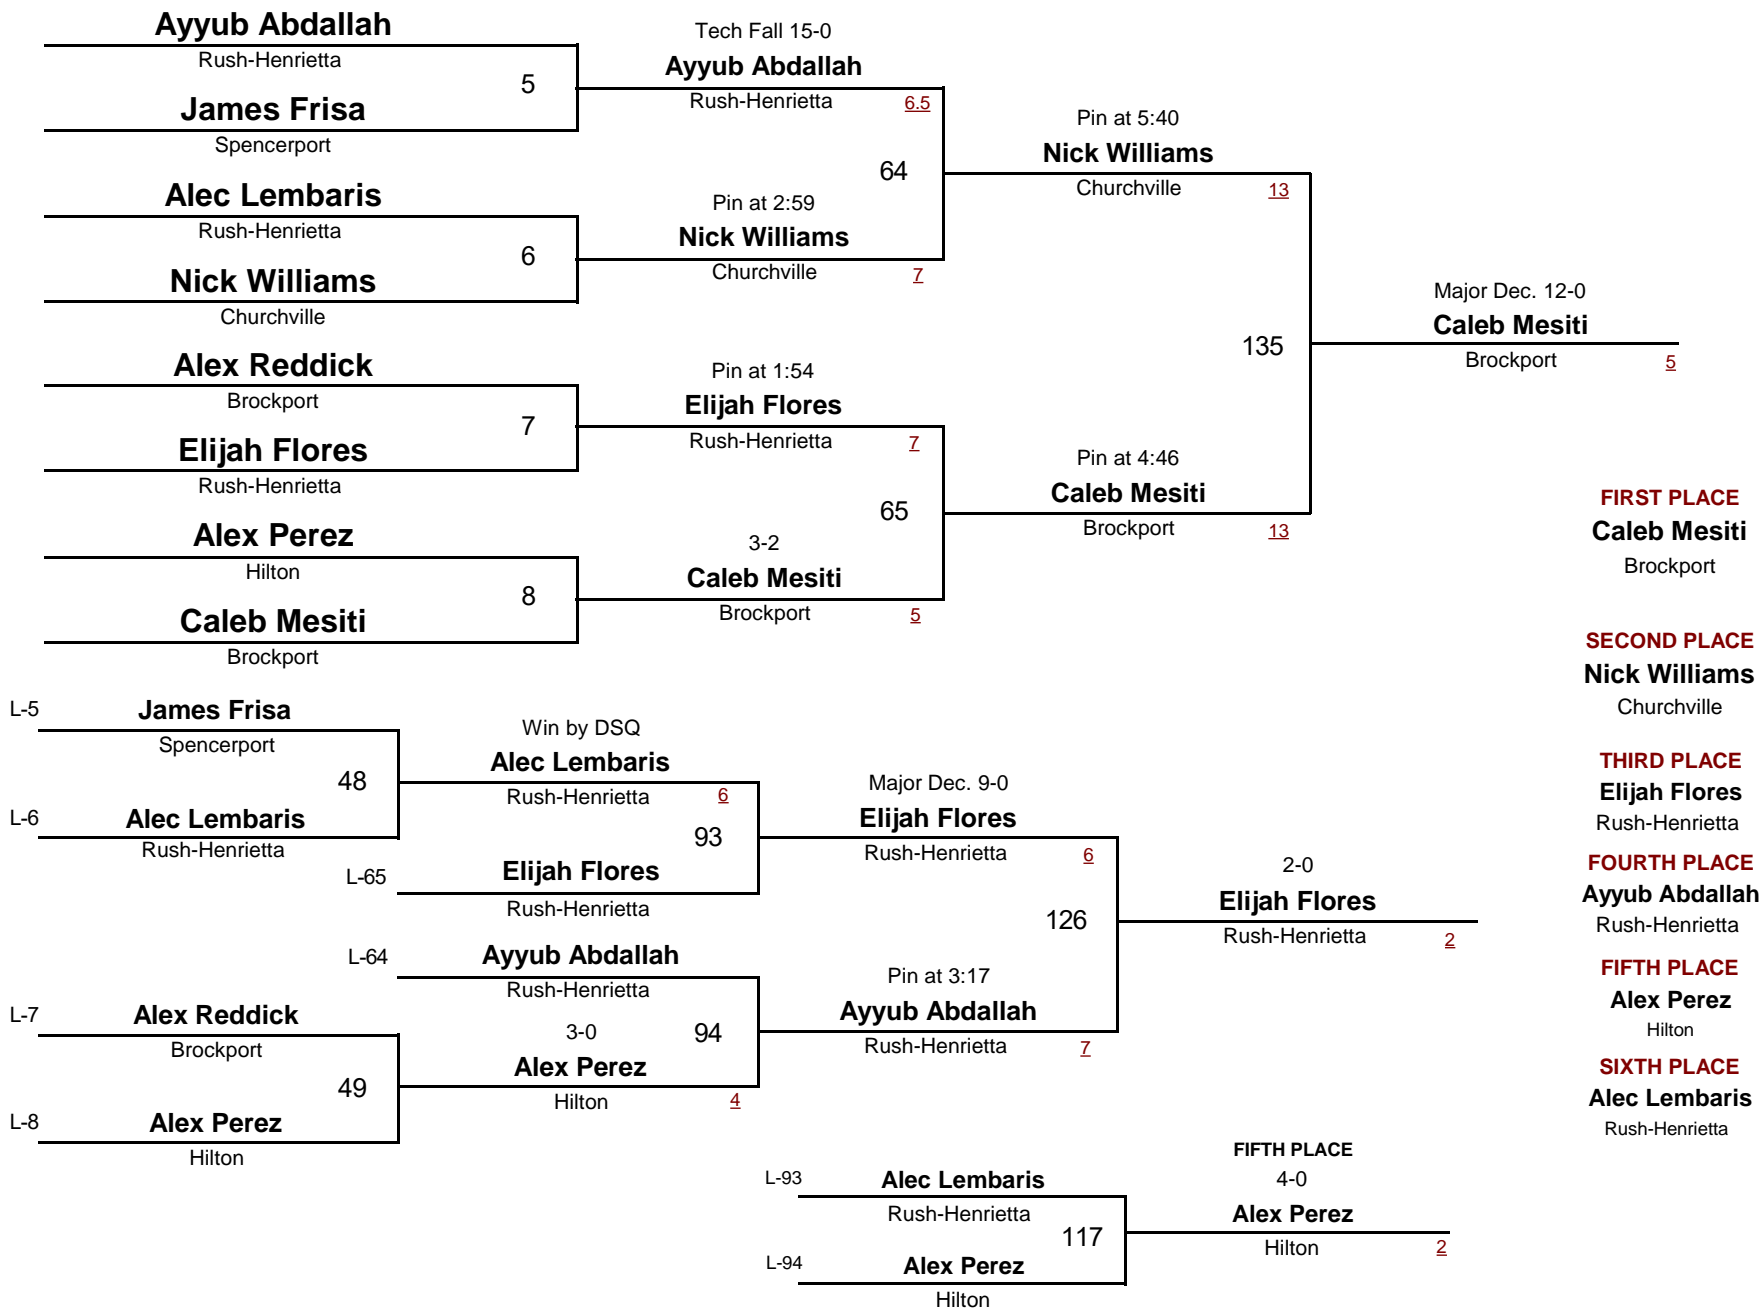 Ayyub Abdallah
Rush-Henrietta
5
James Frisa
Spencerport
Alec Lembaris
Rush-Henrietta
6
Nick Williams
Churchville
Alex Reddick
Brockport
7
Elijah Flores
Rush-Henrietta
Alex Perez
Hilton
8
Caleb Mesiti
Brockport
Tech Fall 15-0
Ayyub Abdallah
Rush-Henrietta
6.5
64
Pin at 2:59
Nick Williams
Churchville
7
Pin at 1:54
Elijah Flores
Rush-Henrietta
7
65
3-2
Caleb Mesiti
Brockport
5
Pin at 5:40
Nick Williams
Churchville
13
135
Pin at 4:46
Caleb Mesiti
Brockport
13
Major Dec. 12-0
Caleb Mesiti
Brockport
5
FIRST PLACE
Caleb Mesiti
Brockport
SECOND PLACE
Nick Williams
Churchville
THIRD PLACE
Elijah Flores
Rush-Henrietta
FOURTH PLACE
Ayyub Abdallah
Rush-Henrietta
FIFTH PLACE
Alex Perez
Hilton
SIXTH PLACE
Alec Lembaris
Rush-Henrietta
L-5
James Frisa
Spencerport
48
L-6
Alec Lembaris
Rush-Henrietta
Win by DSQ
Alec Lembaris
Rush-Henrietta
6
93
L-65
Elijah Flores
Rush-Henrietta
L-64
Ayyub Abdallah
Rush-Henrietta
94
L-7
Alex Reddick
Brockport
49
L-8
Alex Perez
Hilton
3-0
Alex Perez
Hilton
4
Major Dec. 9-0
Elijah Flores
Rush-Henrietta
6
126
Pin at 3:17
Ayyub Abdallah
Rush-Henrietta
7
2-0
Elijah Flores
Rush-Henrietta
2
L-93
Alec Lembaris
Rush-Henrietta
117
L-94
Alex Perez
Hilton
FIFTH PLACE
4-0
Alex Perez
Hilton
2